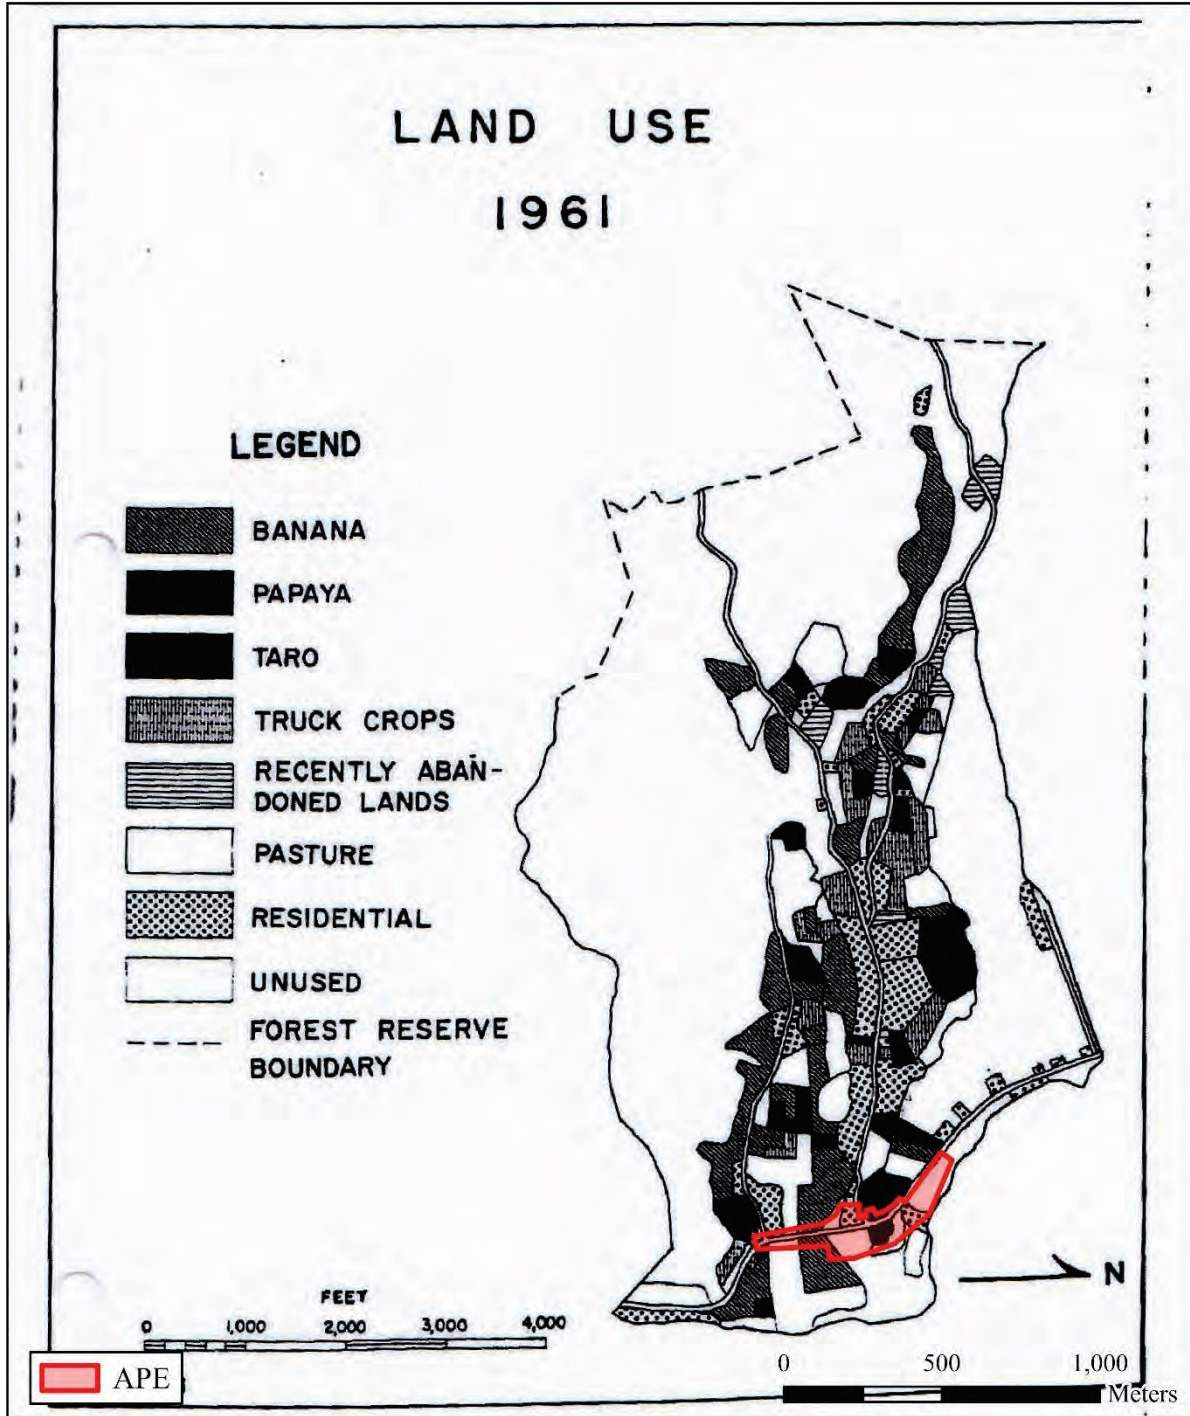 LAND USE
1961
LEGEND
BANANA
PAPAYA
TARO
TRUCK CROPS
RECENTLY ABAN-
DONED LANDS
PASTURE
RESIDENTIAL
UNUSED
FOREST RESERVE
BOUNDARY
N
FEET
0 1,000 2,000 3,000 4,000
APE
0 500 1,000
Meters